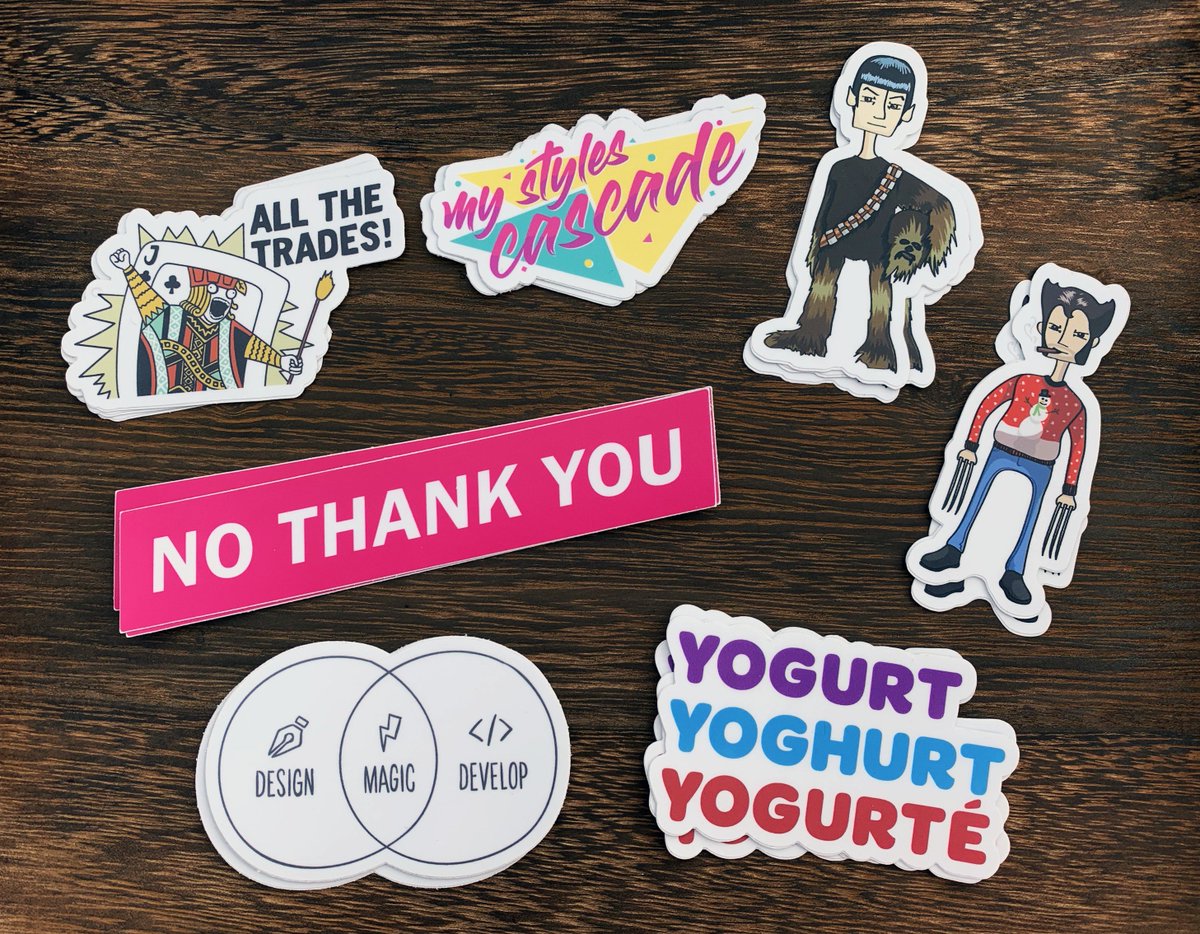 ALL THE
TRADES!
J
my styles
cascade
NO THANK YOU
DESIGN
MAGIC
DEVELOP
YOGURT
YOGHURT
YOGURTÉ